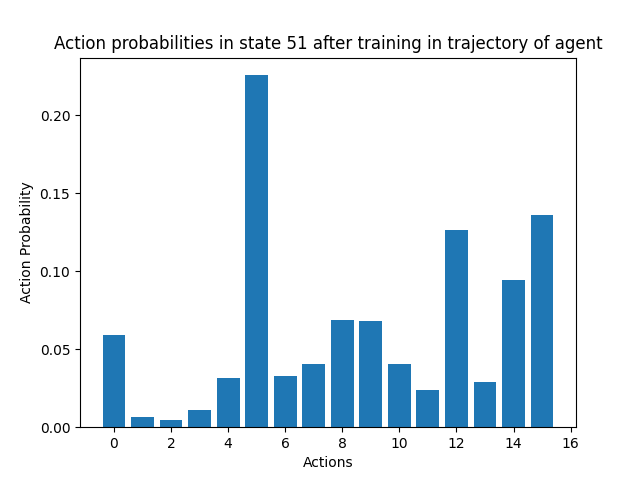 Action probabilities in state 51 after training in trajectory of agent
0.20
0.15
0.10
0.05
0.00
Action Probability
0 2 4 6 8 10 12 14 16
Actions